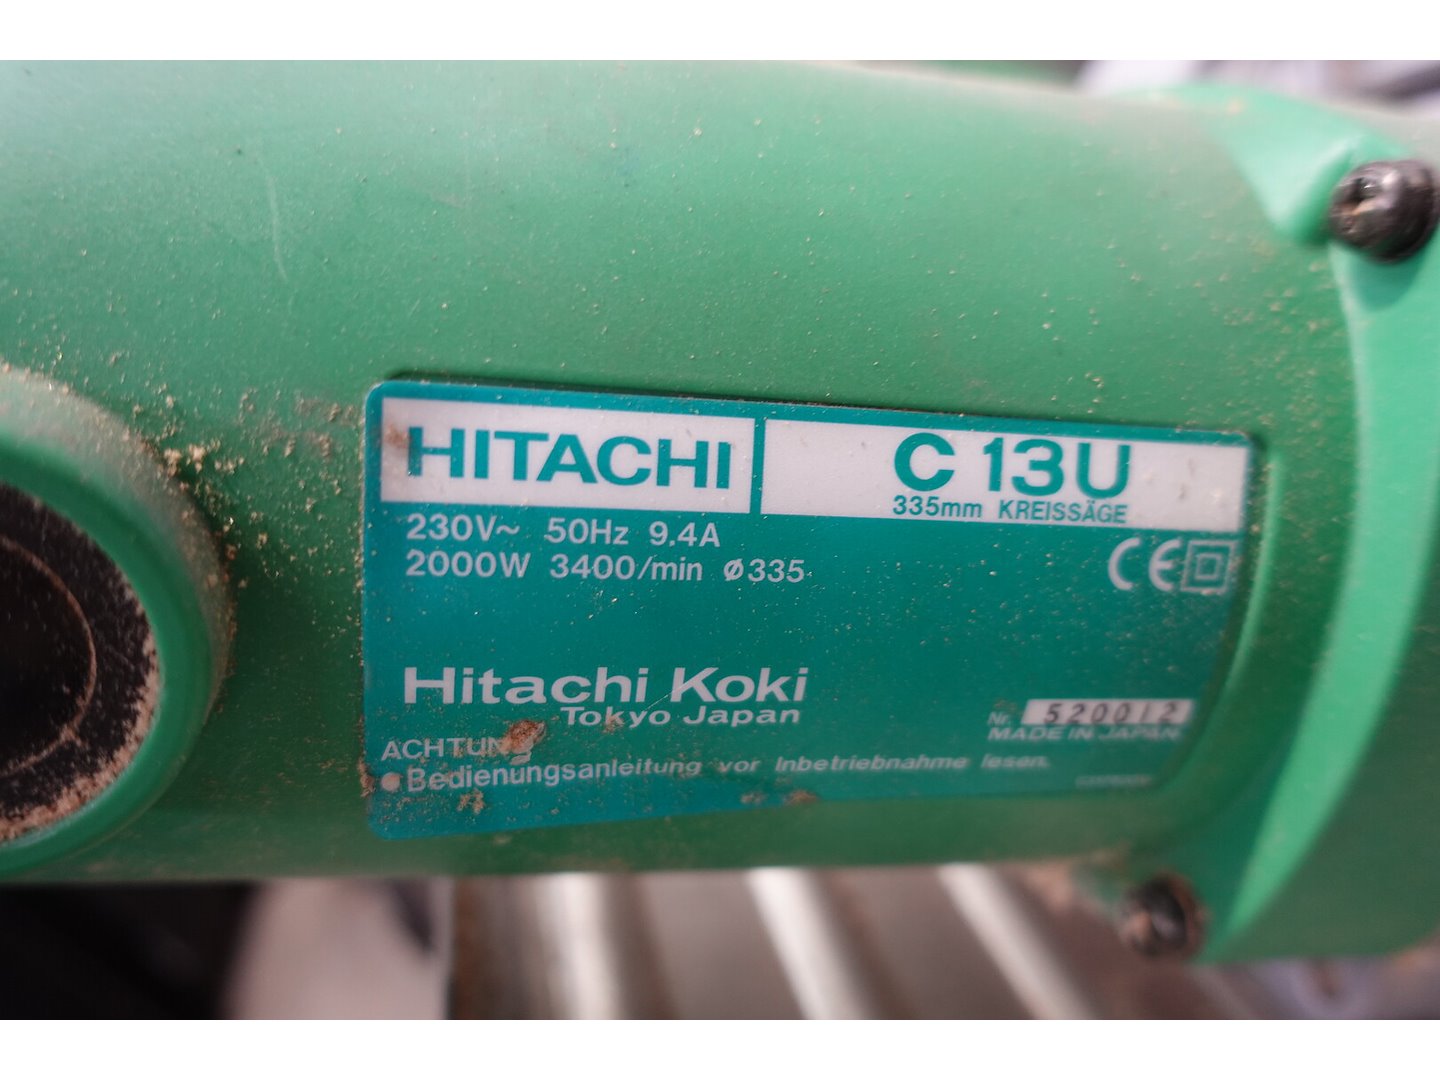 HITACHI
C 13U
335mm KREISSÄGE
230V~ 50Hz 9.4A
2000W 3400/min ø335
CE
Hitachi Koki
Tokyo Japan
Nr. 520012
MADE IN JAPAN
ACHTUNG
●Bedienungsanleitung vor Inbetriebnahme lesen.